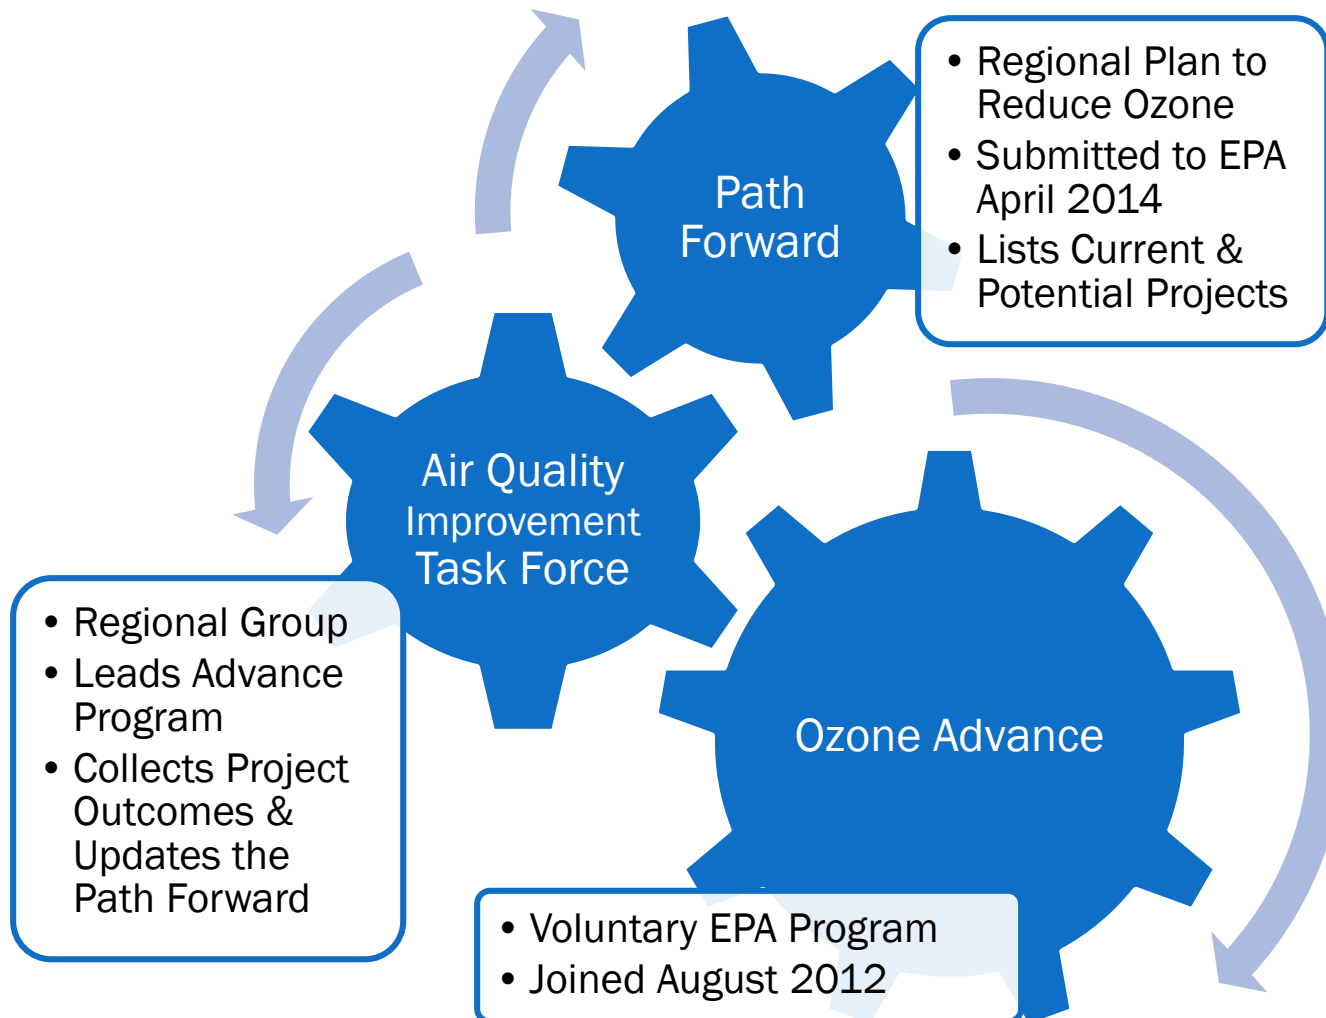 Path
Forward
• Regional Plan to
Reduce Ozone
• Submitted to EPA
April 2014
• Lists Current &
Potential Projects
Air Quality
Improvement
Task Force
• Regional Group
• Leads Advance
Program
• Collects Project
Outcomes &
Updates the
Path Forward
Ozone Advance
• Voluntary EPA Program
• Joined August 2012